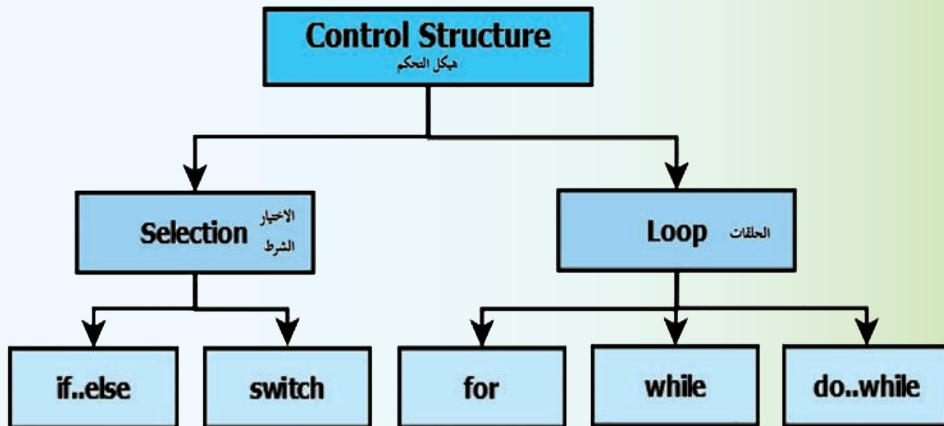 Control Structure
هيكل التحكم
Selection
الاختيار
الشرط
Loop
الحلقات
if..else
switch
for
while
do..while